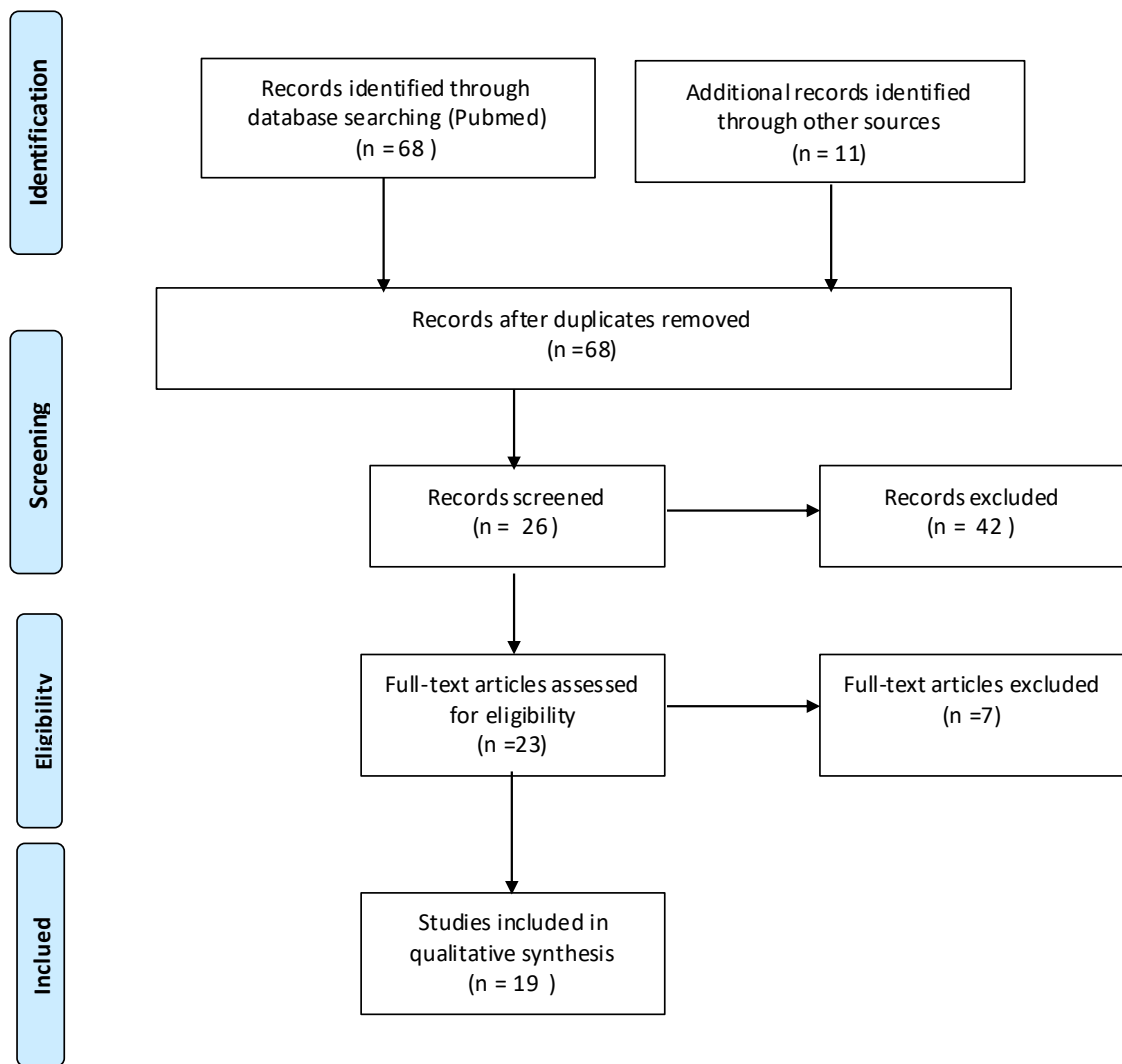 Identification
Records identified through
database searching (Pubmed)
(n = 68 )
Additional records identified
through other sources
(n = 11)
Records after duplicates removed
(n =68)
Screening
Records screened
(n = 26 )
Records excluded
(n = 42 )
Eligibility
Full-text articles assessed
for eligibility
(n =23)
Full-text articles excluded
(n =7)
Included
Studies included in
qualitative synthesis
(n = 19 )